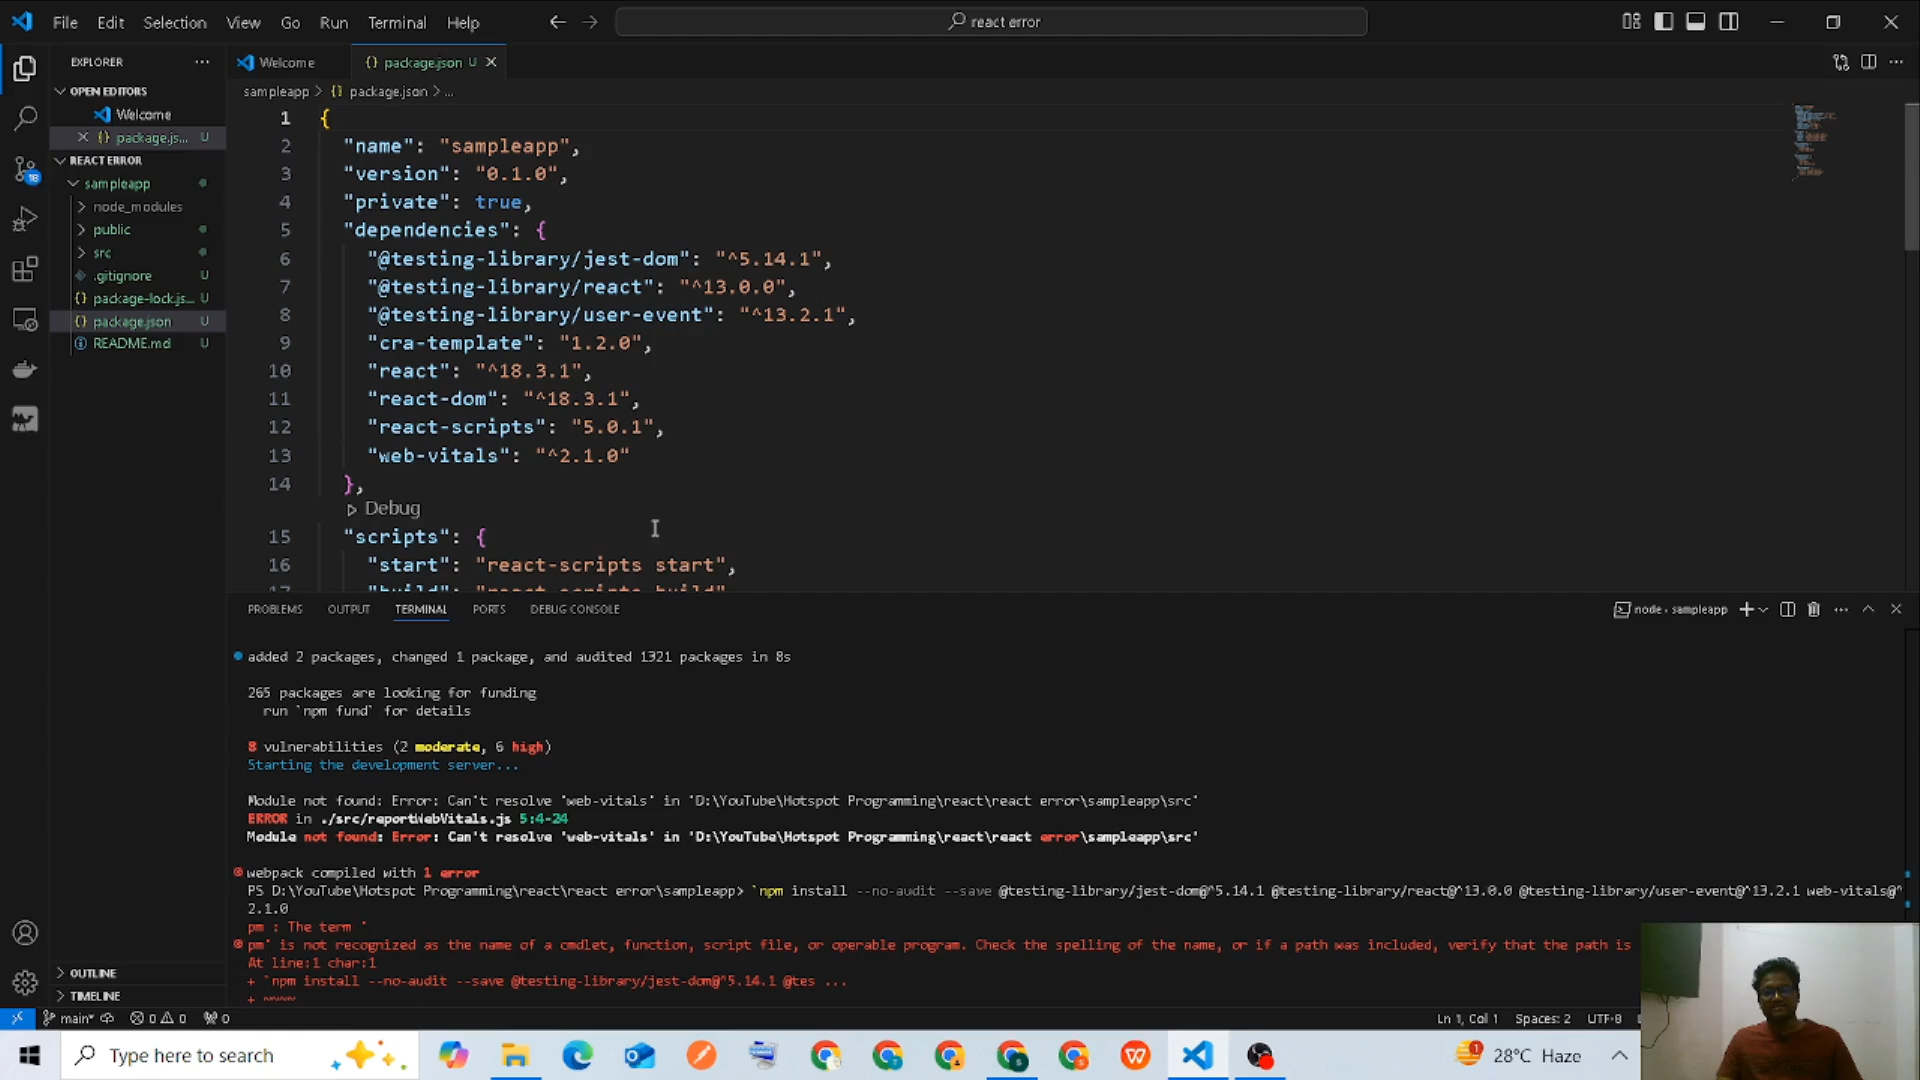 File Edit Selection View Go Run Terminal Help
react error
EXPLORER
OPEN EDITORS
Welcome
package.js... U
REACT ERROR
sampleapp
node_modules
public
src
.gitignore U
package-lock.js... U
package.json U
README.md U
OUTLINE
TIMELINE
18
Welcome
{} package.json U
sampleapp > {} package.json > ...
1 {
2 "name": "sampleapp",
3 "version": "0.1.0",
4 "private": true,
5 "dependencies": {
6 "@testing-library/jest-dom": "^5.14.1",
7 "@testing-library/react": "^13.0.0",
8 "@testing-library/user-event": "^13.2.1",
9 "cra-template": "1.2.0",
10 "react": "^18.3.1",
11 "react-dom": "^18.3.1",
12 "react-scripts": "5.0.1",
13 "web-vitals": "^2.1.0"
14 },
Debug
15 "scripts": {
16 "start": "react-scripts start",
17 "build": "react-scripts build"
PROBLEMS OUTPUT TERMINAL PORTS DEBUG CONSOLE
node - sampleapp
added 2 packages, changed 1 package, and audited 1321 packages in 8s
265 packages are looking for funding
run `npm fund` for details
8 vulnerabilities (2 moderate, 6 high)
Starting the development server...
Module not found: Error: Can't resolve 'web-vitals' in 'D:\YouTube\Hotspot Programming\react\react error\sampleapp\src'
ERROR in ./src/reportWebVitals.js 5:4-24
Module not found: Error: Can't resolve 'web-vitals' in 'D:\YouTube\Hotspot Programming\react\react error\sampleapp\src'
webpack compiled with 1 error
PS D:\YouTube\Hotspot Programming\react\react error\sampleapp> `npm install --no-audit --save @testing-library/jest-dom@^5.14.1 @testing-library/react@^13.0.0 @testing-library/user-event@^13.2.1 web-vitals@^
2.1.0
pm : The term '
pm' is not recognized as the name of a cmdlet, function, script file, or operable program. Check the spelling of the name, or if a path was included, verify that the path is
At line:1 char:1
+ `npm install --no-audit --save @testing-library/jest-dom@^5.14.1 @tes ...
+ ~~~~~
main* 0 0 0
Ln 1, Col 1 Spaces: 2 UTF-8
Type here to search
1
28°C Haze